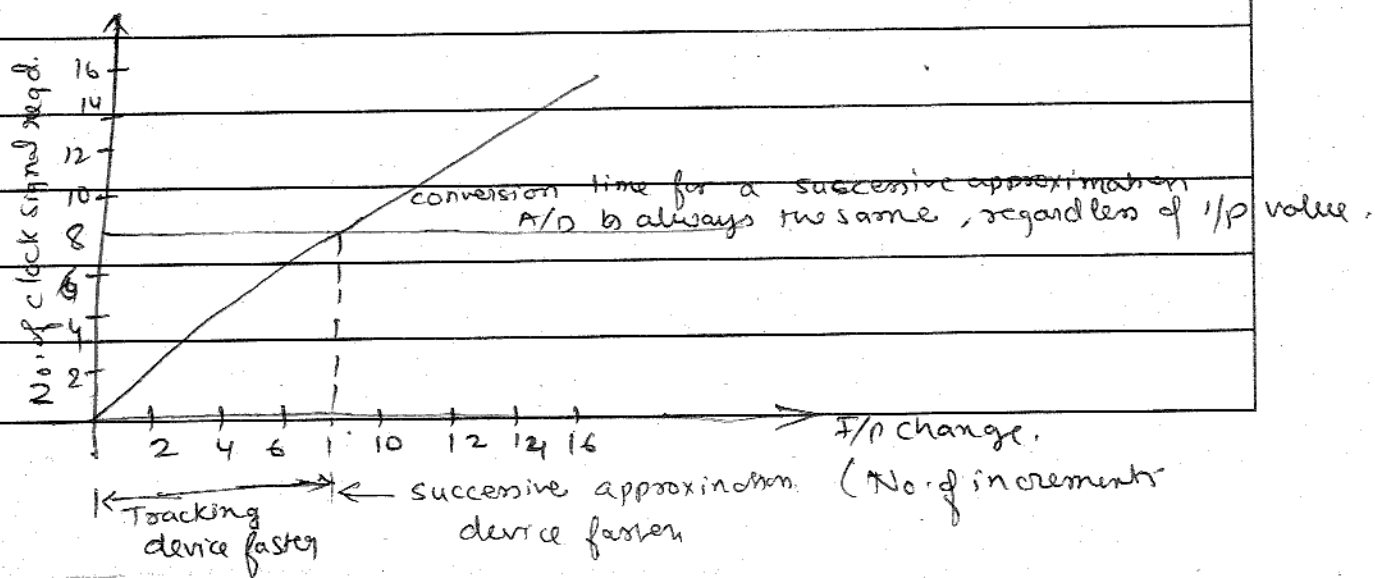 No. of clock signal reqd.
16
14
12
10
8
6
4
2
conversion time for a successive approximation
A/D is always the same, regardless of i/p value.
2 4 6 10 12 14 16
I/P change.
(No. of increments
Tracking
device faster
successive approximation
device faster